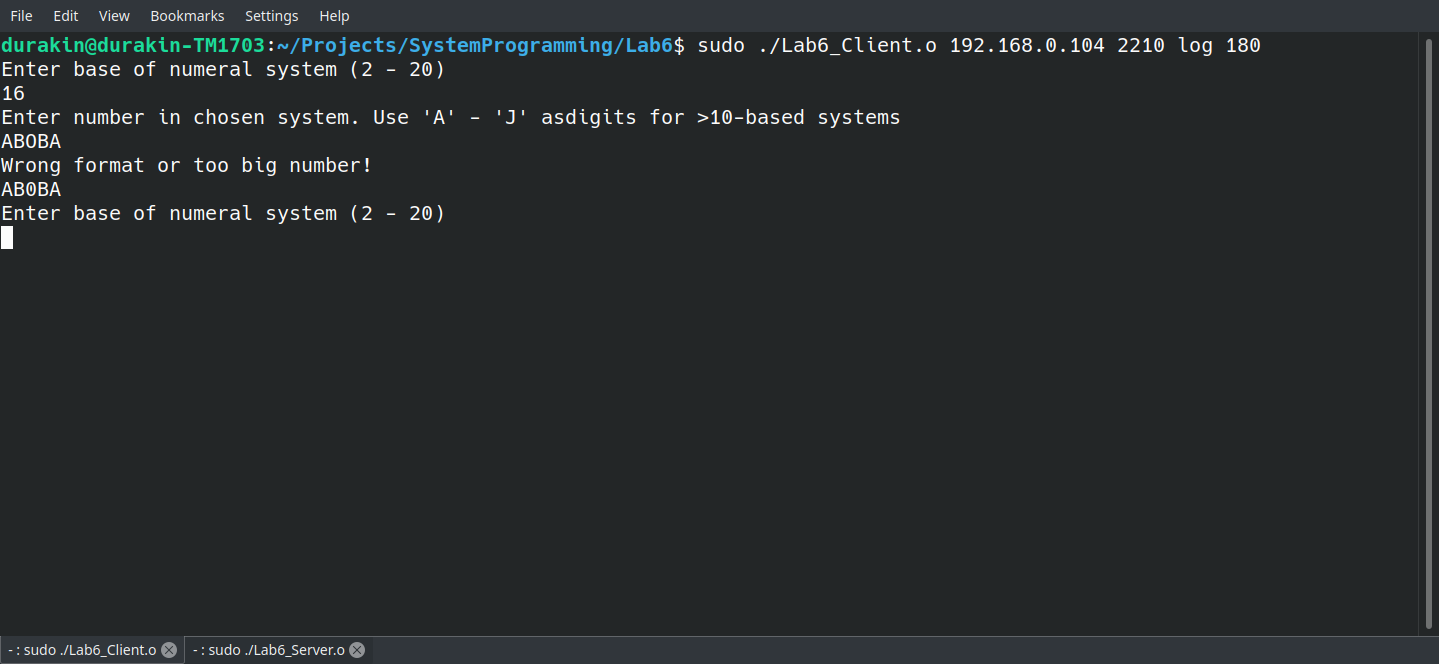 File Edit View Bookmarks Settings Help
durakin@durakin-TM1703:~/Projects/SystemProgramming/Lab6$ sudo ./Lab6_Client.o 192.168.0.104 2210 log 180
Enter base of numeral system (2 - 20)
16
Enter number in chosen system. Use 'A' - 'J' asdigits for >10-based systems
ABOBA
Wrong format or too big number!
AB0BA
Enter base of numeral system (2 - 20)
- : sudo ./Lab6_Client.o - : sudo ./Lab6_Server.o